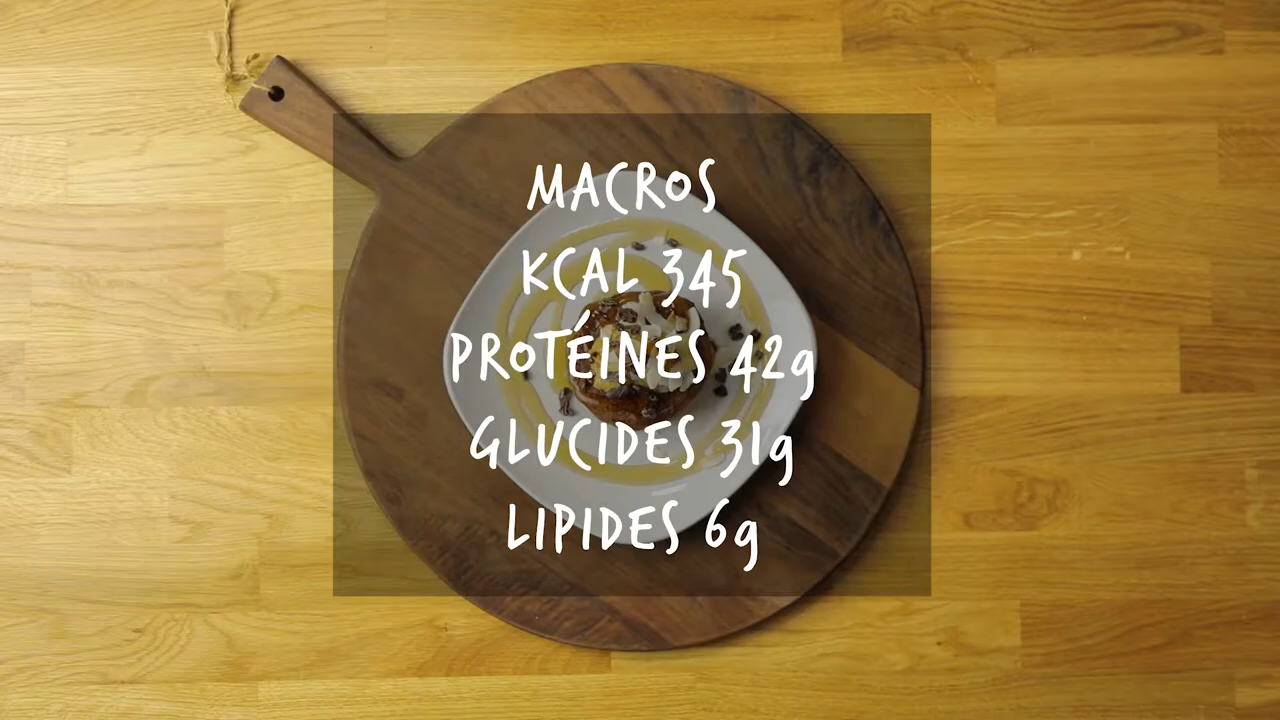 MACROS
KCAL 345
PROTÉINES 42g
GLUCIDES 31g
LIPIDES 6g